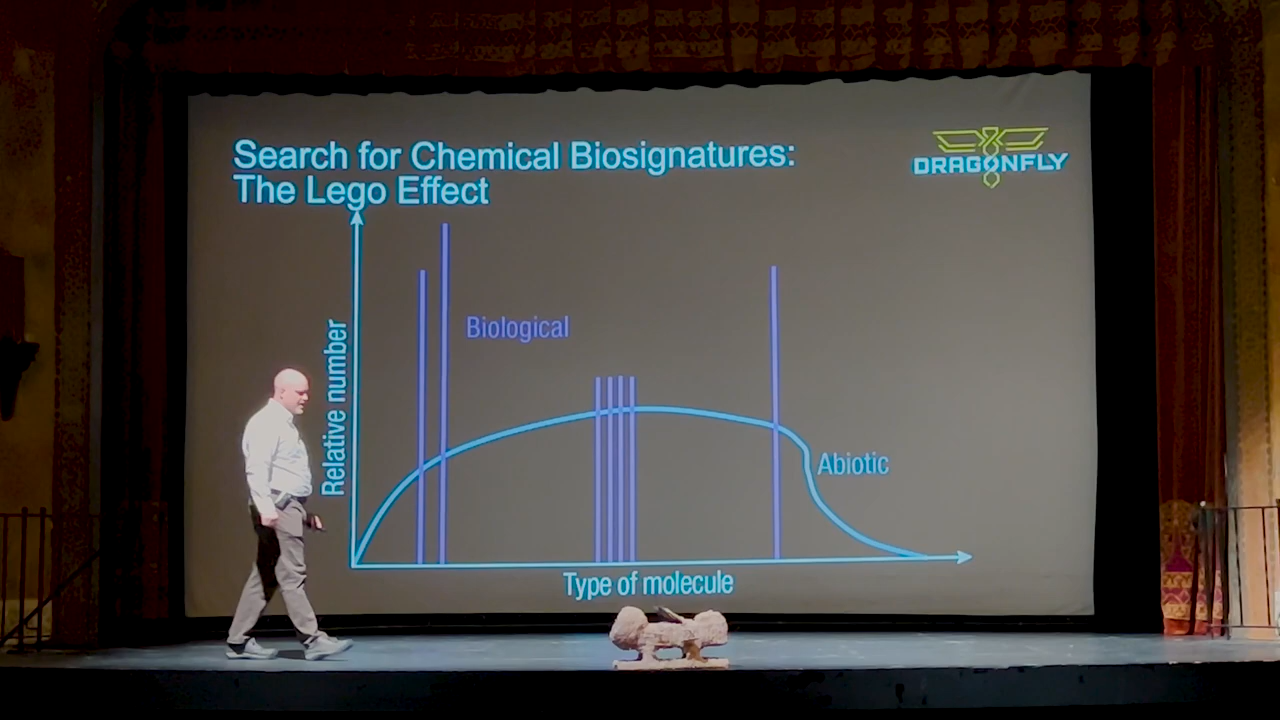 Search for Chemical Biosignatures:
The Lego Effect
DRAGONFLY
Relative number
Biological
Abiotic
Type of molecule